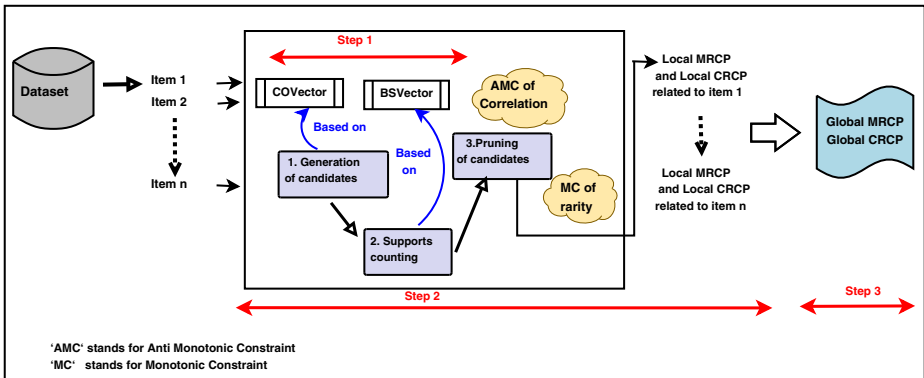 Step 1
Dataset
Item 1
Item 2
Item n
COVector
BSVector
AMC of
Correlation
Based on
Based
on
1. Generation
of candidates
2. Supports
counting
3.Pruning
of candidates
MC of
rarity
Local MRCP
and Local CRCP
related to item 1
Local MRCP
and Local CRCP
related to item n
Global MRCP
Global CRCP
Step 2
Step 3
‘AMC‘ stands for Anti Monotonic Constraint
‘MC‘ stands for Monotonic Constraint